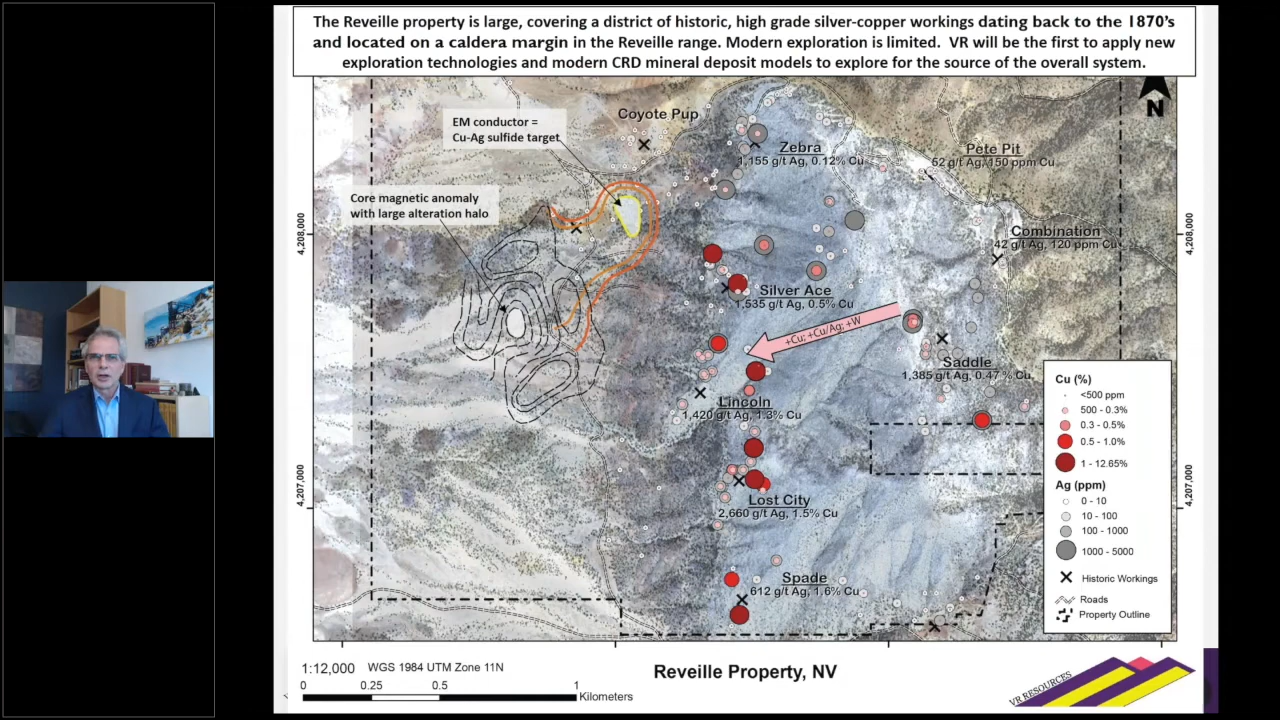 The Reveille property is large, covering a district of historic, high grade silver-copper workings dating back to the 1870's
and located on a caldera margin in the Reveille range. Modern exploration is limited. VR will be the first to apply new
exploration technologies and modern CRD mineral deposit models to explore for the source of the overall system.
N
EM conductor =
Cu-Ag sulfide target
Coyote Pup
Zebra
1,155 g/t Ag, 0.12% Cu
Pete Pit
52 g/t Ag, 150 ppm Cu
Core magnetic anomaly
with large alteration halo
4,208,000
4,208,000
Combination
42 g/t Ag, 120 ppm Cu
Silver Ace
1,535 g/t Ag, 0.5% Cu
+Cu; +Cu/Ag; +W
Saddle
1,385 g/t Ag, 0.47 % Cu
Lincoln
1,420 g/t Ag, 1.3% Cu
4,207,000
4,207,000
Lost City
2,660 g/t Ag, 1.5% Cu
Spade
612 g/t Ag, 1.6% Cu
Cu (%)
<500 ppm
500 - 0.3%
0.3 - 0.5%
0.5 - 1.0%
1 - 12.65%
Ag (ppm)
0 - 10
10 - 100
100 - 1000
1000 - 5000
Historic Workings
Roads
Property Outline
1:12,000 WGS 1984 UTM Zone 11N
0 0.25 0.5 1
Kilometers
Reveille Property, NV
VR RESOURCES